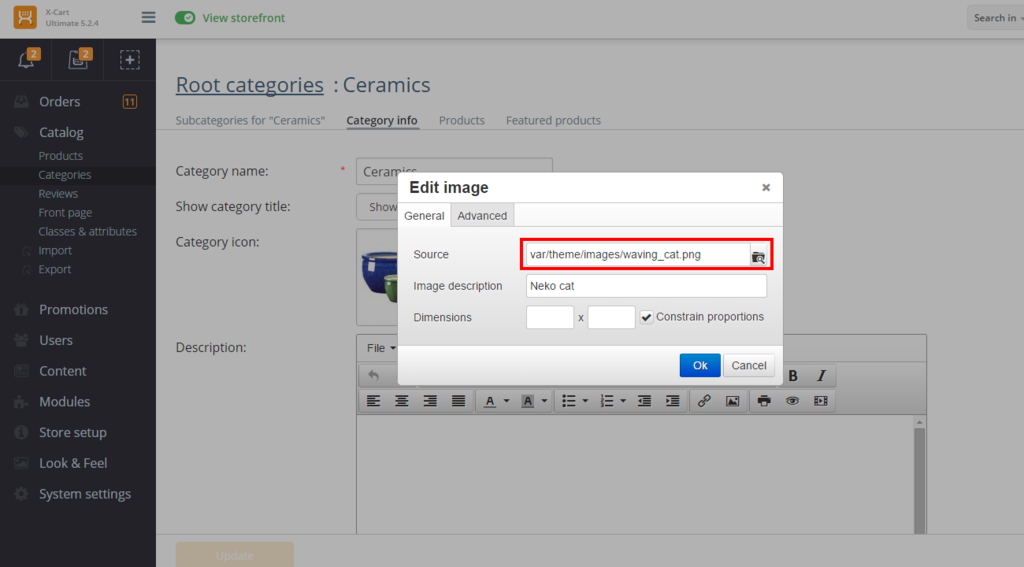 X-Cart
Ultimate 5.2.4
View storefront
Search in
2
2
Orders
11
Catalog
Products
Categories
Reviews
Front page
Classes & attributes
Import
Export
Promotions
Users
Content
Modules
Store setup
Look & Feel
System settings
Root categories : Ceramics
Subcategories for "Ceramics" Category info Products Featured products
Category name: * Ceramics
Show category title: Show
Category icon:
Description:
File
Edit image
×
General Advanced
Source var/theme/images/waving_cat.png
Image description Neko cat
Dimensions x Constrain proportions
Ok Cancel
B I
A A
Update